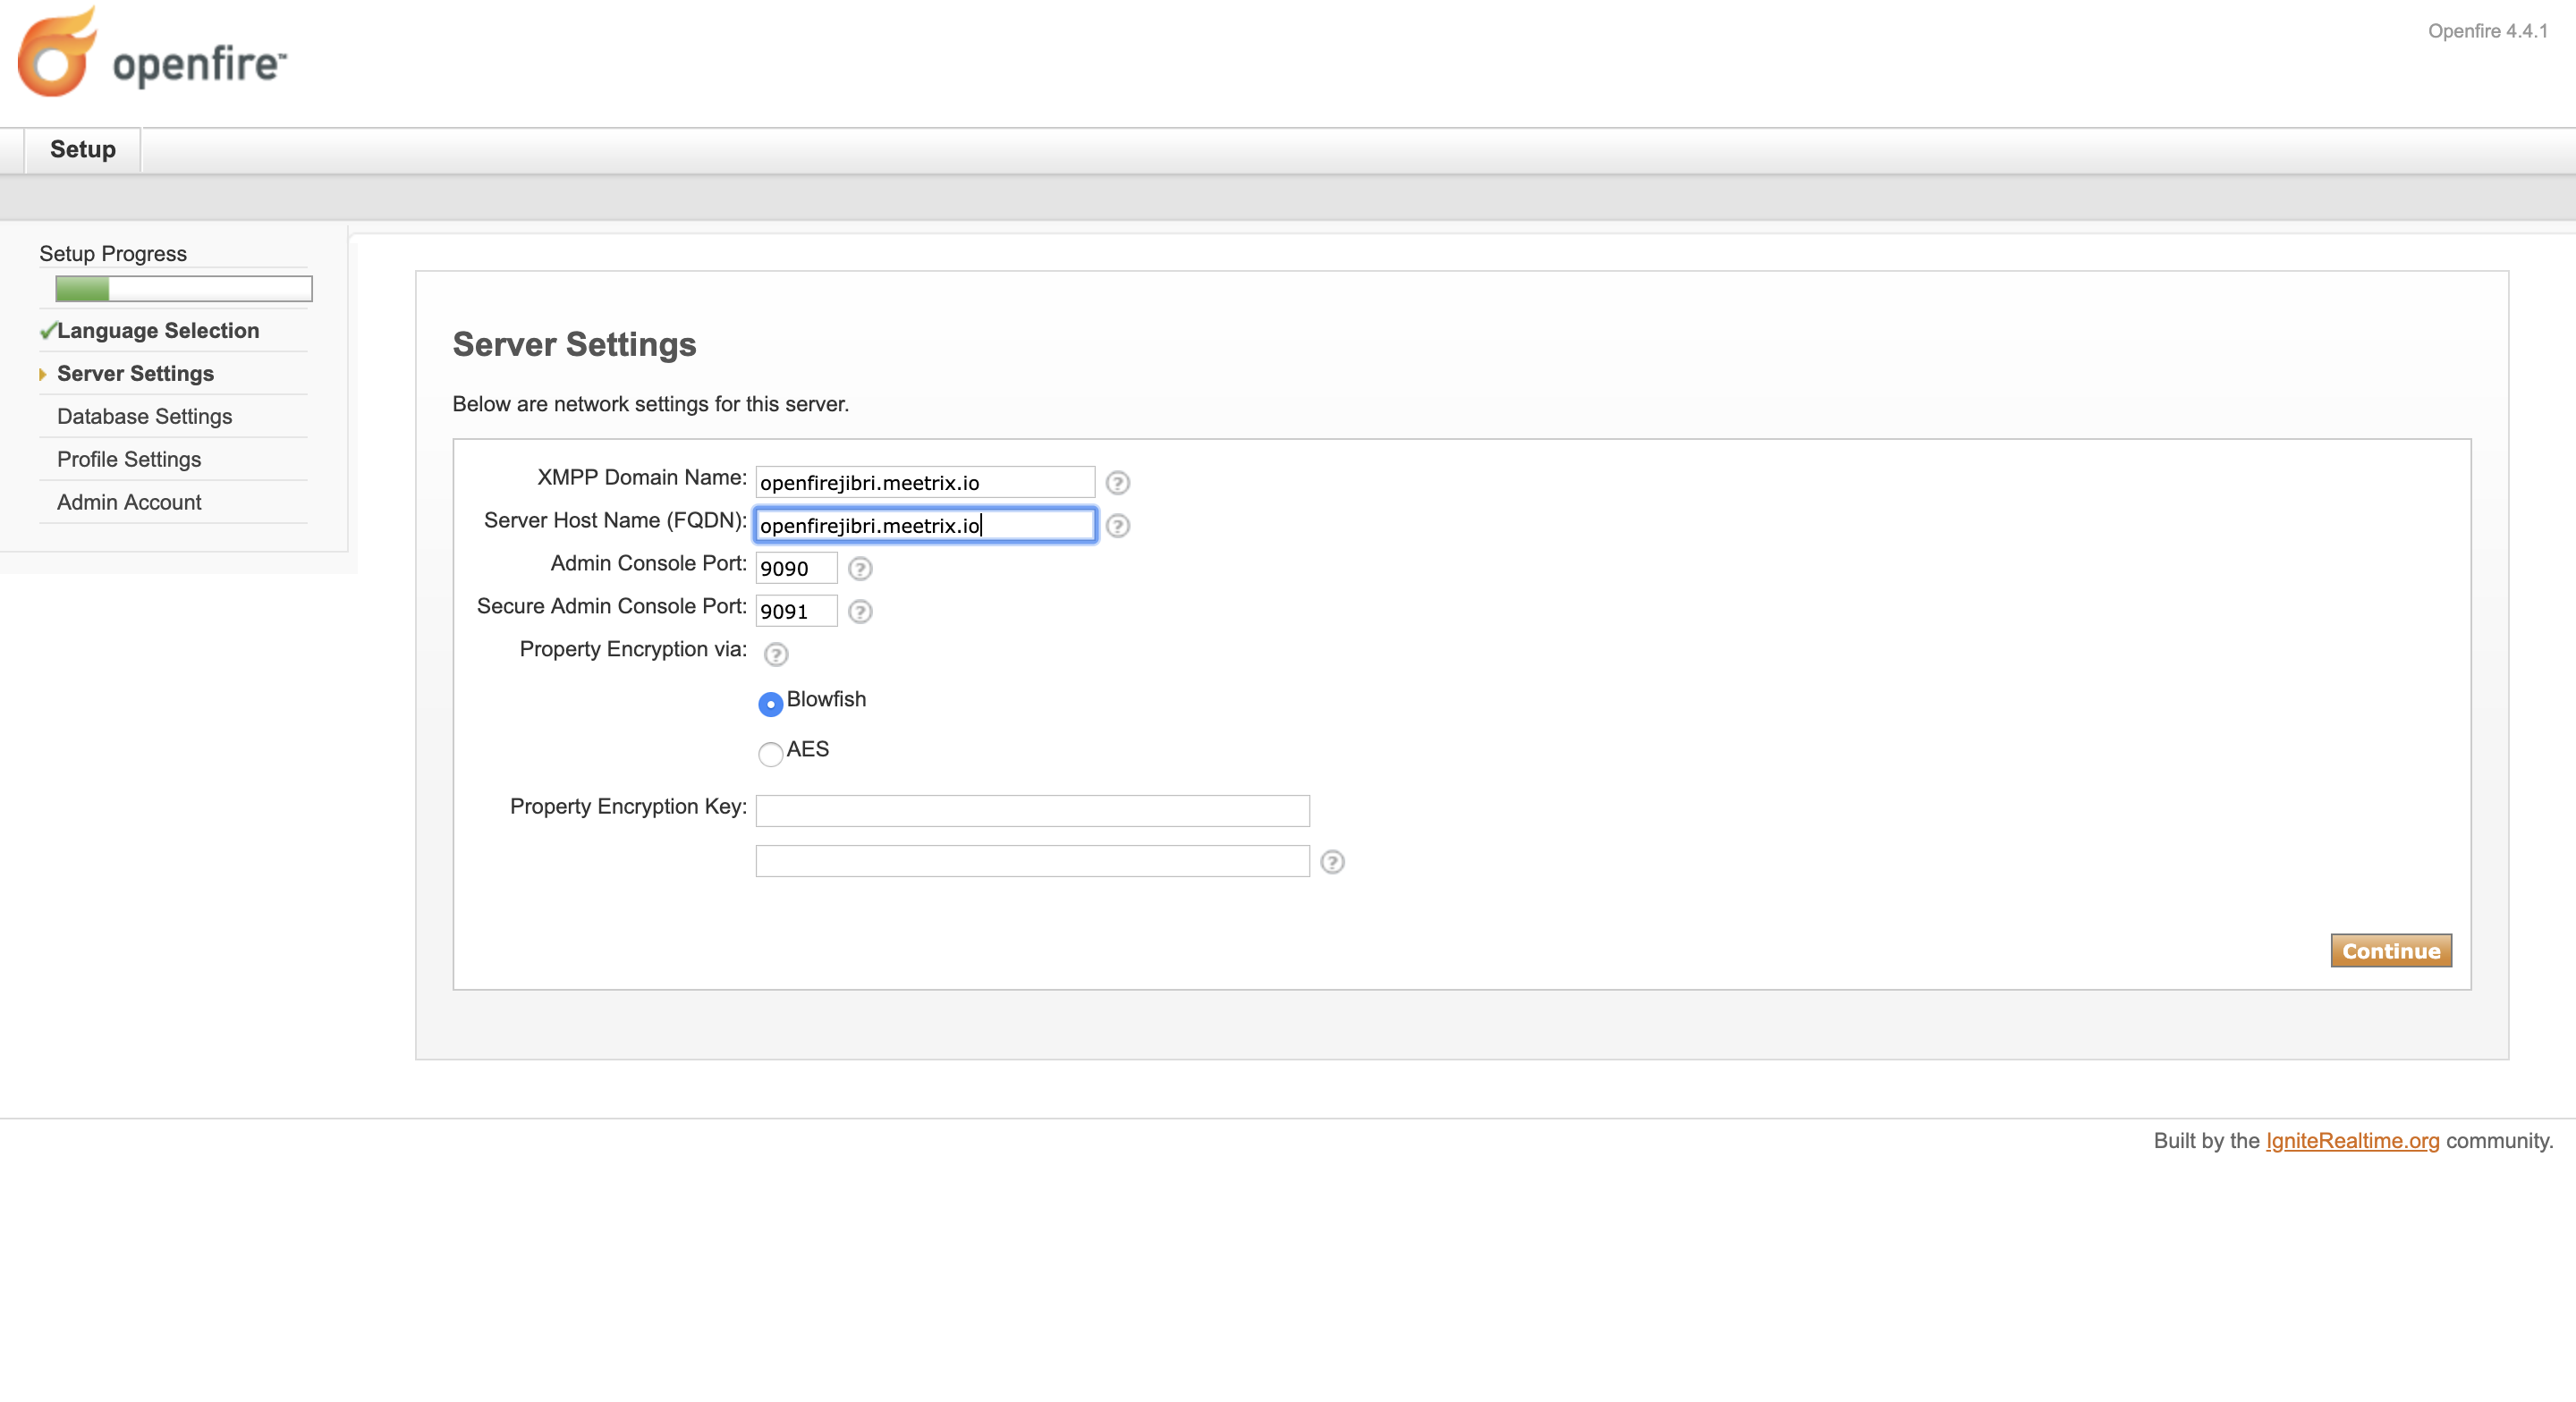 openfire™
Openfire 4.4.1
Setup
Setup Progress
Language Selection
Server Settings
Database Settings
Profile Settings
Admin Account
Server Settings
Below are network settings for this server.
XMPP Domain Name: openfirejibri.meetrix.io
Server Host Name (FQDN): openfirejibri.meetrix.io
Admin Console Port: 9090
Secure Admin Console Port: 9091
Property Encryption via:
Blowfish
AES
Property Encryption Key:
Continue
Built by the IgniteRealtime.org community.